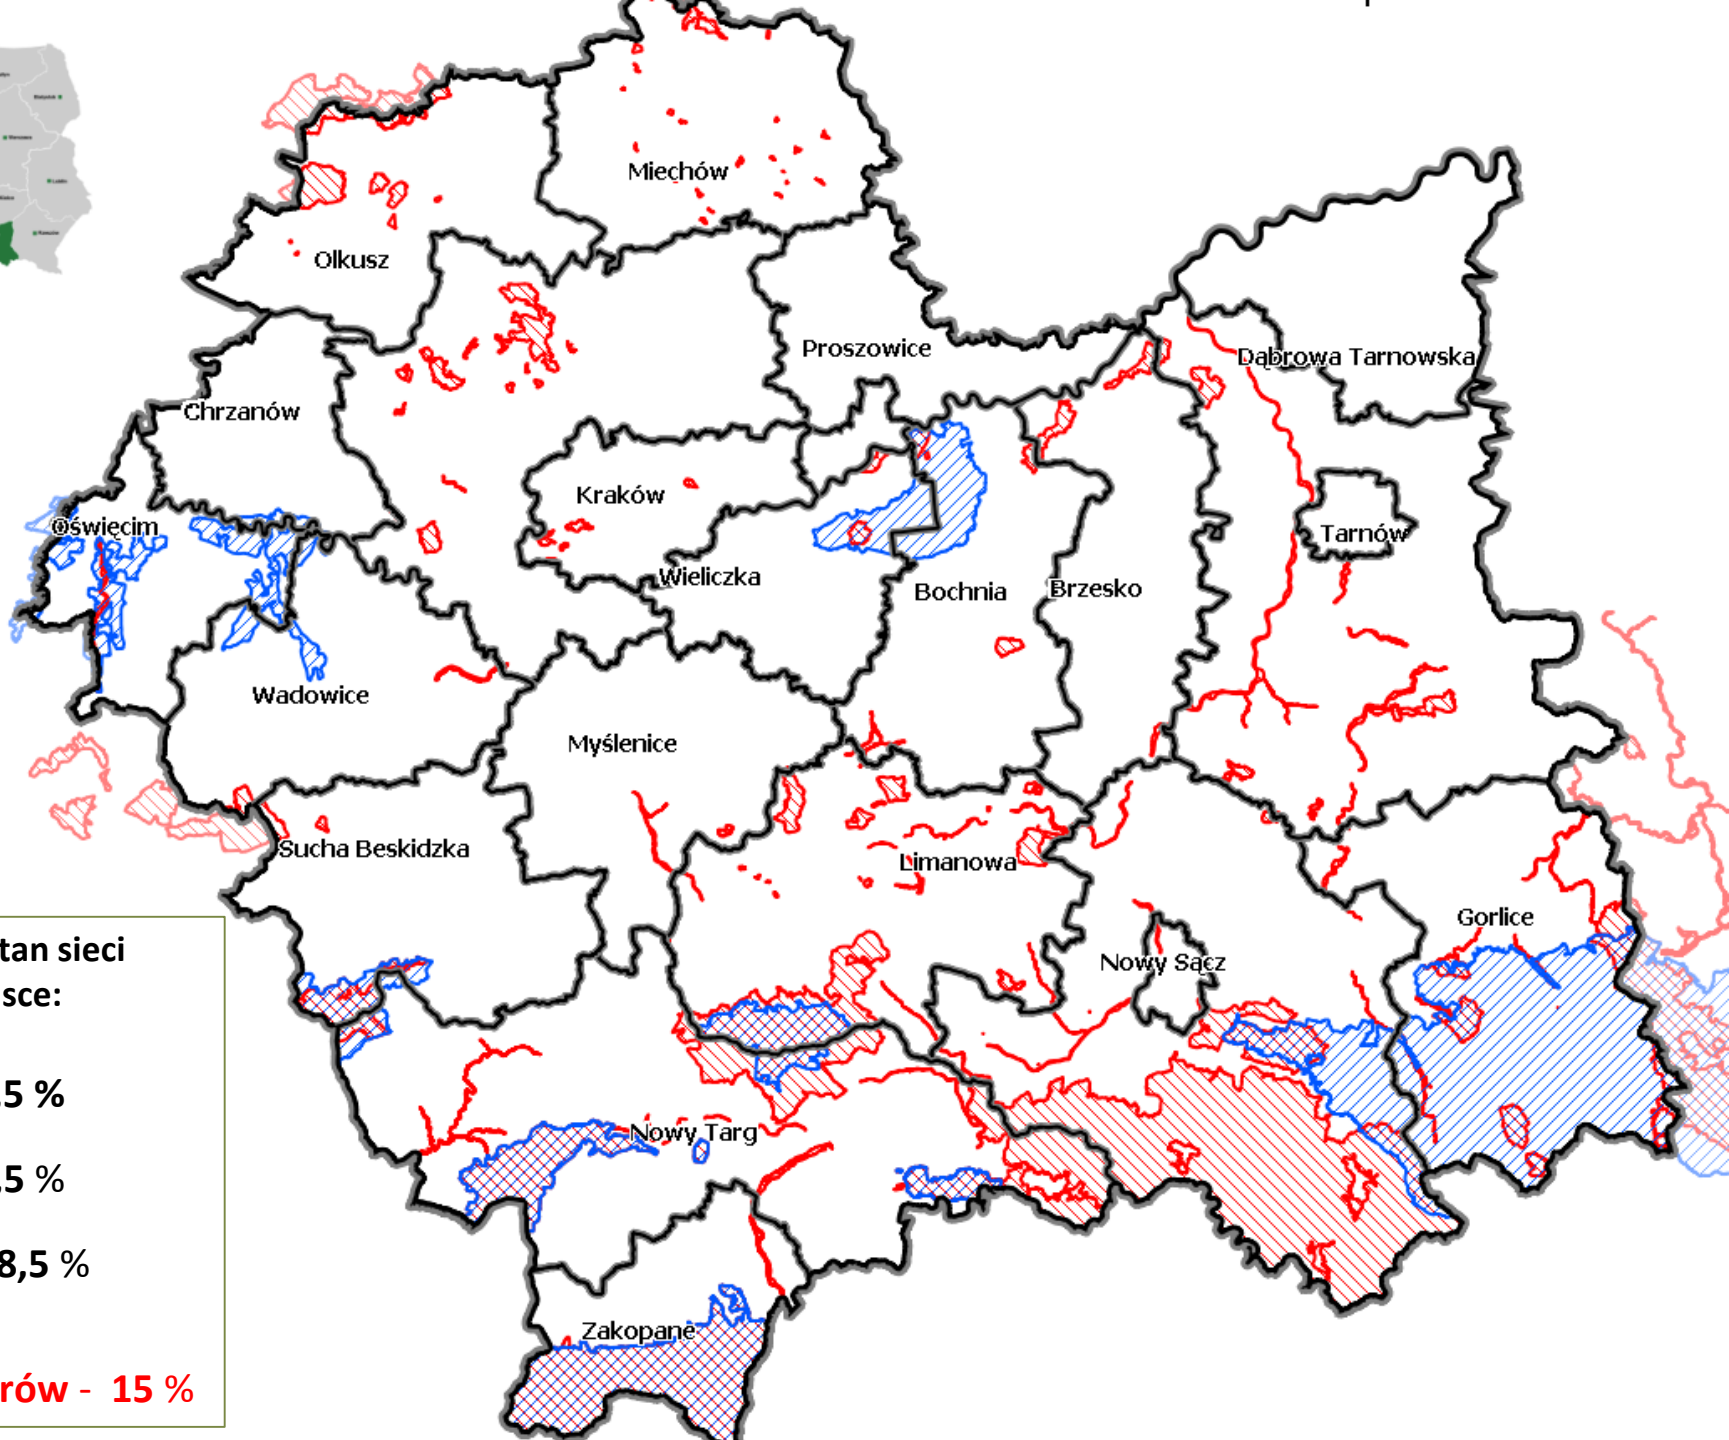 Miechów
Olkusz
Proszowice
Dąbrowa Tarnowska
Chrzanów
Kraków
Oświęcim
Tarnów
Wieliczka
Bochnia
Brzesko
Wadowice
Myślenice
Sucha Beskidzka
Limanowa
Gorlice
Nowy Sącz
Nowy Targ
Zakopane
tan sieci
sce:
,5 %
,5 %
8,5 %
rów - 15 %